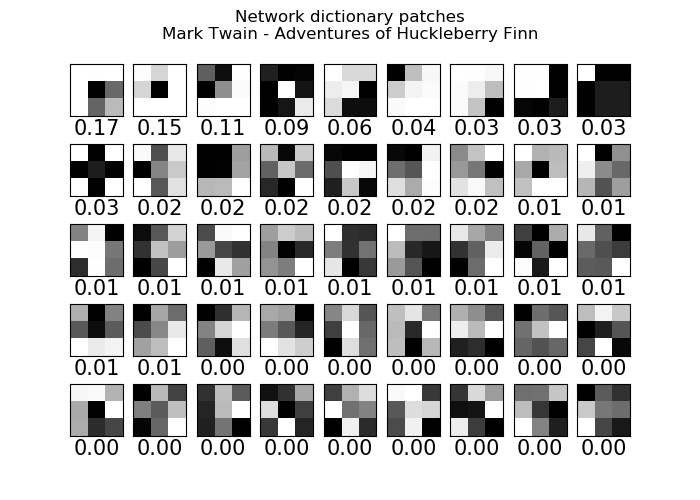 Network dictionary patches
Mark Twain - Adventures of Huckleberry Finn
0.17 0.15 0.11 0.09 0.06 0.04 0.03 0.03 0.03
0.03 0.02 0.02 0.02 0.02 0.02 0.02 0.01 0.01
0.01 0.01 0.01 0.01 0.01 0.01 0.01 0.01 0.01
0.01 0.01 0.00 0.00 0.00 0.00 0.00 0.00 0.00
0.00 0.00 0.00 0.00 0.00 0.00 0.00 0.00 0.00